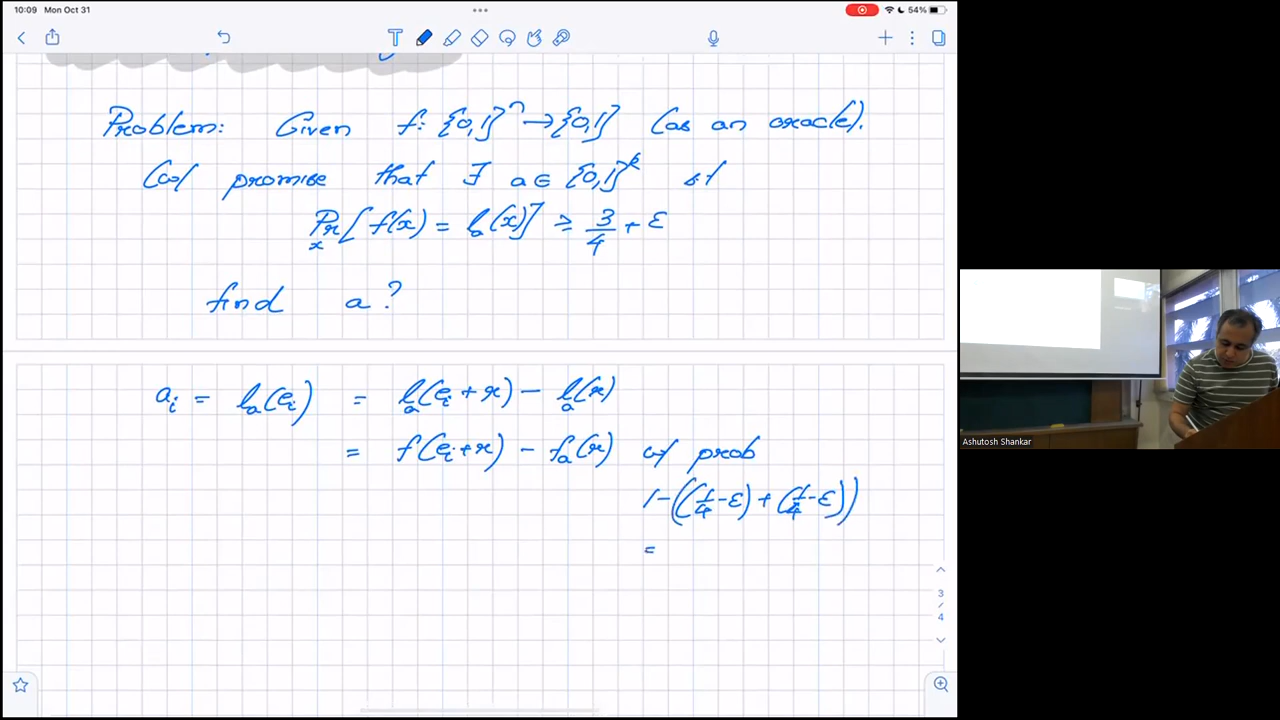 10:09 Mon Oct 31
54%
Problem: Given f: {0,1}ⁿ → {0,1} (as an oracle).
(w/ promise that ∃ a ∈ {0,1}ᵏ s.t
Pr_x [f(x) = l_a(x)] ≥ 3/4 + ε
find a?
a_i = l_a(e_i) = l_a(e_i + r) − l_a(r)
= f(e_i + r) − f_a(r) w/ prob
1 − ((1/4 − ε) + (1/4 − ε))
=
3
/
4
Ashutosh Shankar